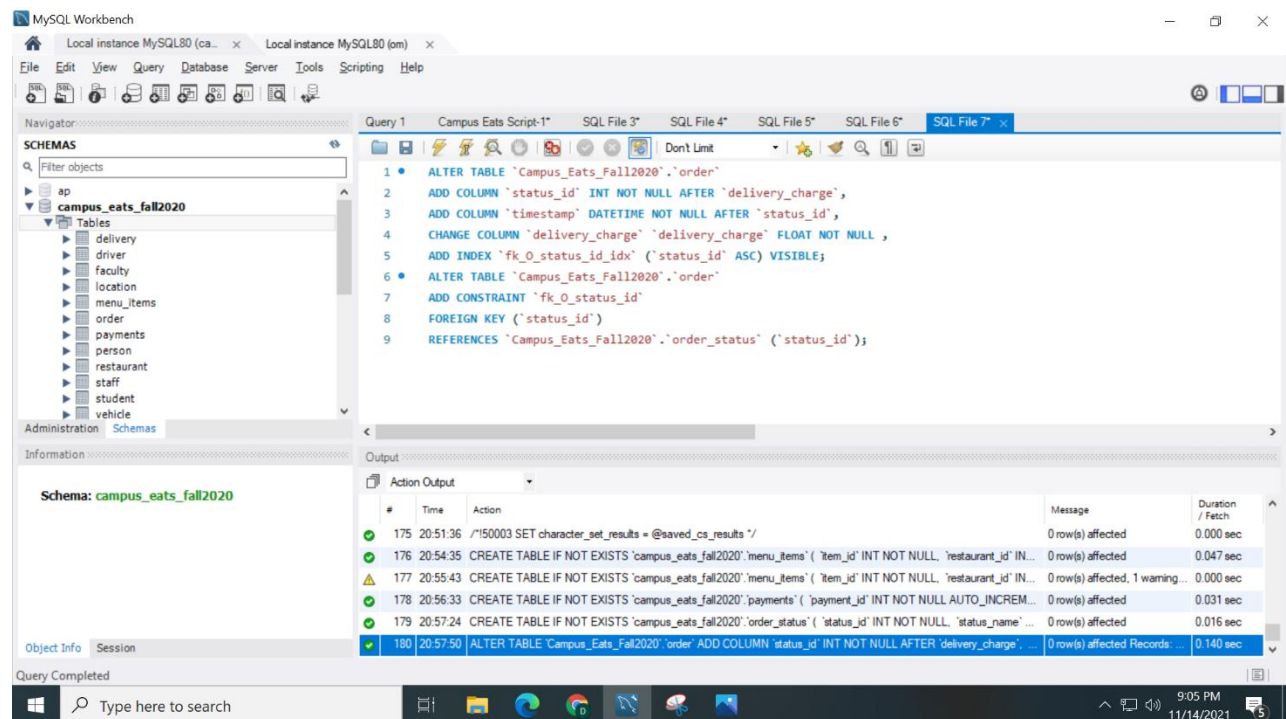 MySQL Workbench
Local instance MySQL80 (ca... x Local instance MySQL80 (om) x
File Edit View Query Database Server Tools Scripting Help
Navigator
SCHEMAS
Filter objects
ap
campus_eats_fall2020
Tables
delivery
driver
faculty
location
menu_items
order
payments
person
restaurant
staff
student
vehicle
Administration Schemas
Information
Schema: campus_eats_fall2020
Object Info Session
Query Completed
Query 1 Campus Eats Script-1* SQL File 3* SQL File 4* SQL File 5* SQL File 6* SQL File 7* x
Don't Limit
1 ALTER TABLE `Campus_Eats_Fall2020`.`order`
2 ADD COLUMN `status_id` INT NOT NULL AFTER `delivery_charge`,
3 ADD COLUMN `timestamp` DATETIME NOT NULL AFTER `status_id`,
4 CHANGE COLUMN `delivery_charge` `delivery_charge` FLOAT NOT NULL ,
5 ADD INDEX `fk_O_status_id_idx` (`status_id` ASC) VISIBLE;
6 ALTER TABLE `Campus_Eats_Fall2020`.`order`
7 ADD CONSTRAINT `fk_O_status_id`
8 FOREIGN KEY (`status_id`)
9 REFERENCES `Campus_Eats_Fall2020`.`order_status` (`status_id`);
Output
Action Output
# Time Action Message Duration / Fetch
175 20:51:36 /*!50003 SET character_set_results = @saved_cs_results */ 0 row(s) affected 0.000 sec
176 20:54:35 CREATE TABLE IF NOT EXISTS `campus_eats_fall2020`.`menu_items` ( `item_id` INT NOT NULL, `restaurant_id` IN... 0 row(s) affected 0.047 sec
177 20:55:43 CREATE TABLE IF NOT EXISTS `campus_eats_fall2020`.`menu_items` ( `item_id` INT NOT NULL, `restaurant_id` IN... 0 row(s) affected, 1 warning... 0.000 sec
178 20:56:33 CREATE TABLE IF NOT EXISTS `campus_eats_fall2020`.`payments` ( `payment_id` INT NOT NULL AUTO_INCREM... 0 row(s) affected 0.031 sec
179 20:57:24 CREATE TABLE IF NOT EXISTS `campus_eats_fall2020`.`order_status` ( `status_id` INT NOT NULL, `status_name` ... 0 row(s) affected 0.016 sec
180 20:57:50 ALTER TABLE `Campus_Eats_Fall2020`.`order` ADD COLUMN `status_id` INT NOT NULL AFTER `delivery_charge`, ... 0 row(s) affected Records: ... 0.140 sec
Type here to search
9:05 PM
11/14/2021
5